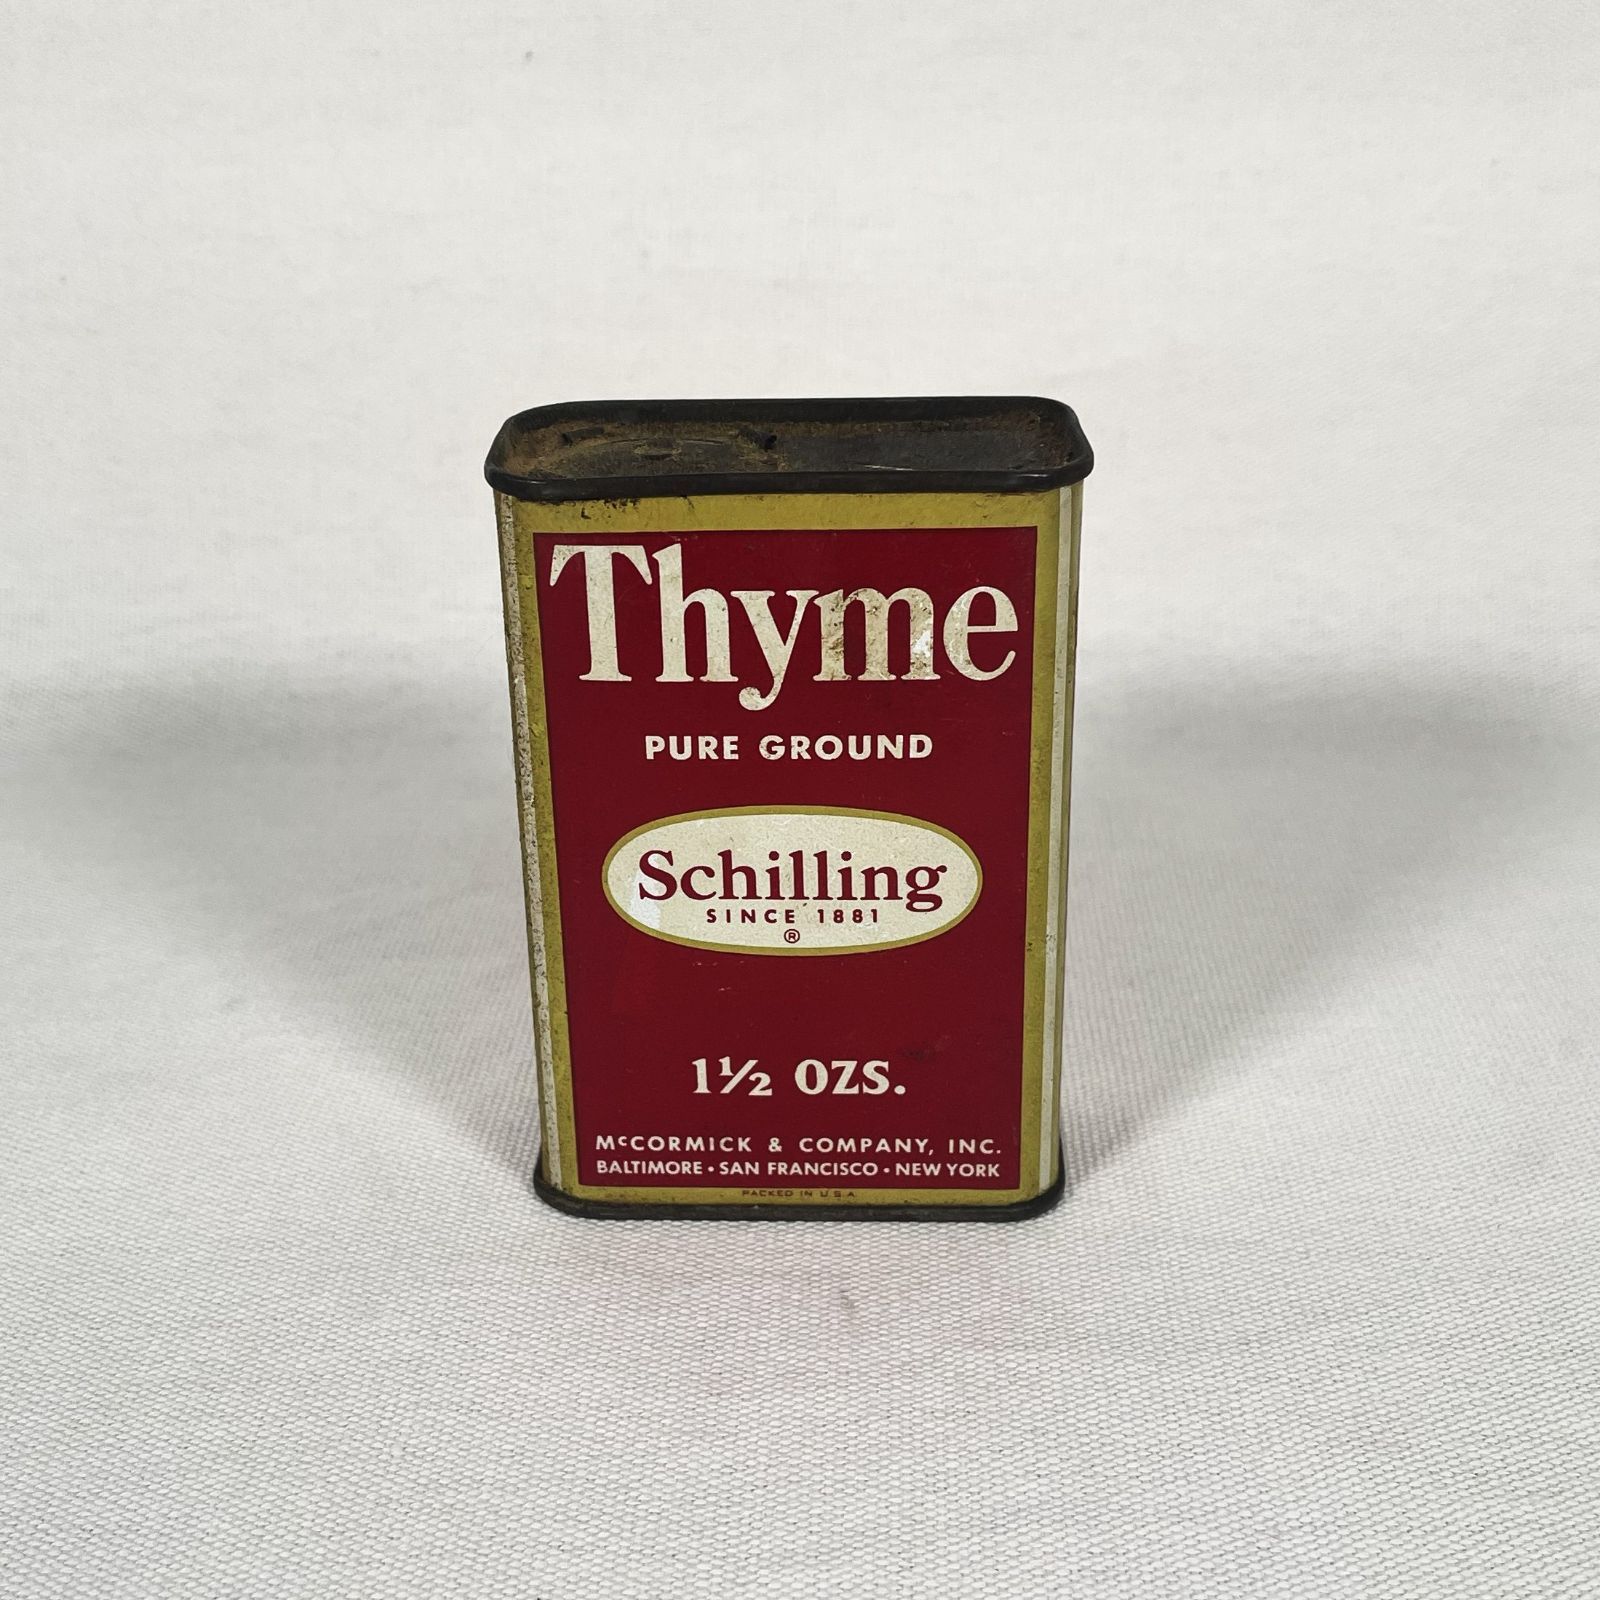 Thyme
PURE GROUND
Schilling
SINCE 1881
®
1½ OZS.
McCORMICK & COMPANY, INC.
BALTIMORE • SAN FRANCISCO • NEW YORK
PACKED IN U.S.A.